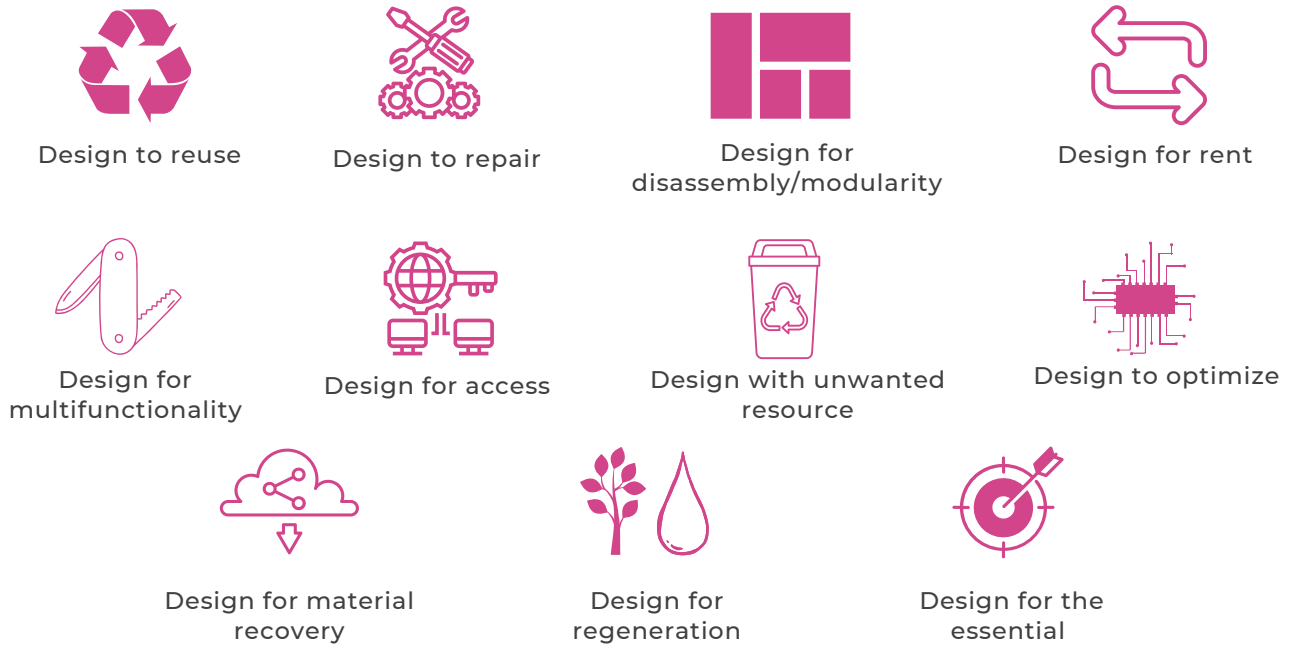 Design to reuse
Design to repair
Design for
disassembly/modularity
Design for rent
Design for
multifunctionality
Design for access
Design with unwanted
resource
Design to optimize
Design for material
recovery
Design for
regeneration
Design for the
essential